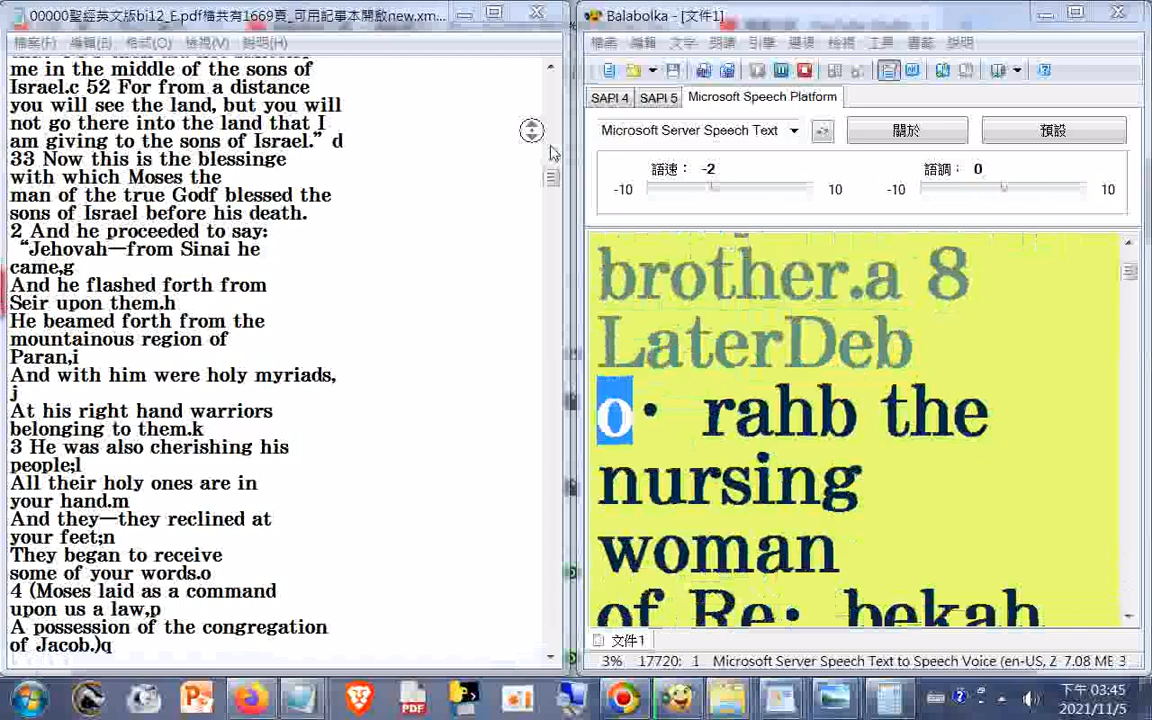 00000聖經英文版bi12_E.pdf檔共有1669頁_可用記事本開啟new.xm...
檔案(F) 編輯(E) 格式(O) 檢視(V) 說明(H)
me in the middle of the sons of
Israel.c 52 For from a distance
you will see the land, but you will
not go there into the land that I
am giving to the sons of Israel.” d
33 Now this is the blessinge
with which Moses the
man of the true Godf blessed the
sons of Israel before his death.
2 And he proceeded to say:
“Jehovah—from Sinai he
came,g
And he flashed forth from
Seir upon them.h
He beamed forth from the
mountainous region of
Paran,i
And with him were holy myriads,
j
At his right hand warriors
belonging to them.k
3 He was also cherishing his
people;l
All their holy ones are in
your hand.m
And they—they reclined at
your feet;n
They began to receive
some of your words.o
4 (Moses laid as a command
upon us a law,p
A possession of the congregation
of Jacob.)q
Balabolka - [文件1]
檔案 編輯 文字 朗讀 引擎 選項 檢視 工具 書籤 說明
SAPI 4 SAPI 5 Microsoft Speech Platform
Microsoft Server Speech Text 關於 預設
語速： -2 語調： 0
-10 10 -10 10
brother.a 8
LaterDeb
o· rahb the
nursing
woman
of Re· bekah
文件1
3% 17720: 1 Microsoft Server Speech Text to Speech Voice (en-US, Z 7.08 ME 3
PDF
下午 03:45
2021/11/5